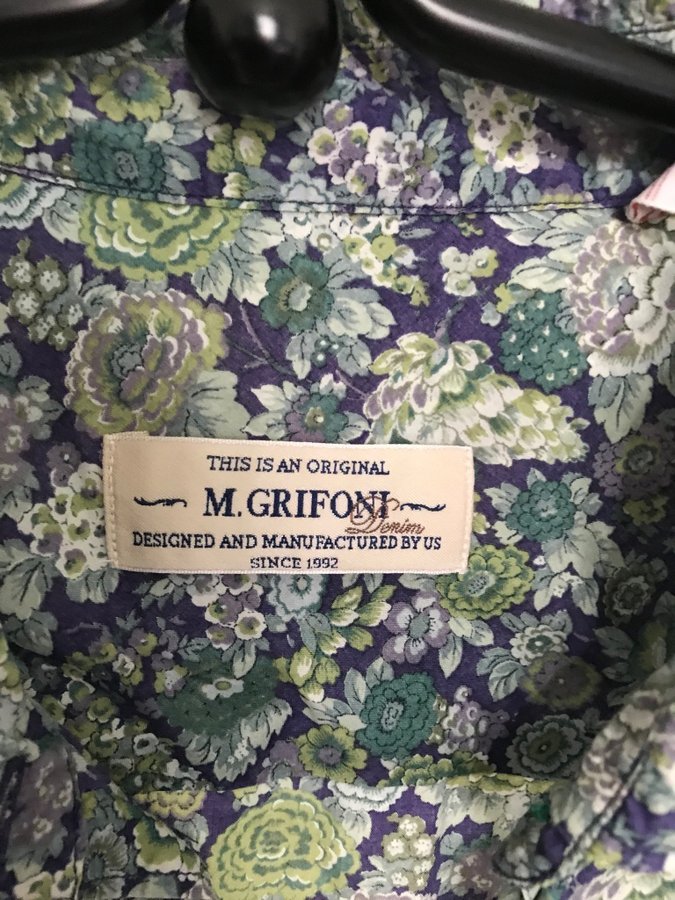 THIS IS AN ORIGINAL
M.GRIFONI
Denim
DESIGNED AND MANUFACTURED BY US
SINCE 1992